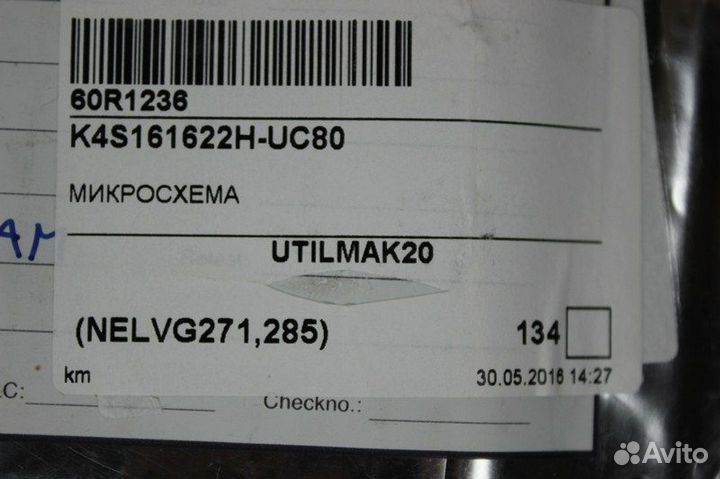 60R1236
K4S161622H-UC80
МИКРОСХЕМА
UTILMAK20
(NELVG271,285)
134
km
30.05.2016 14:27
C:
Checkno.:
Avito